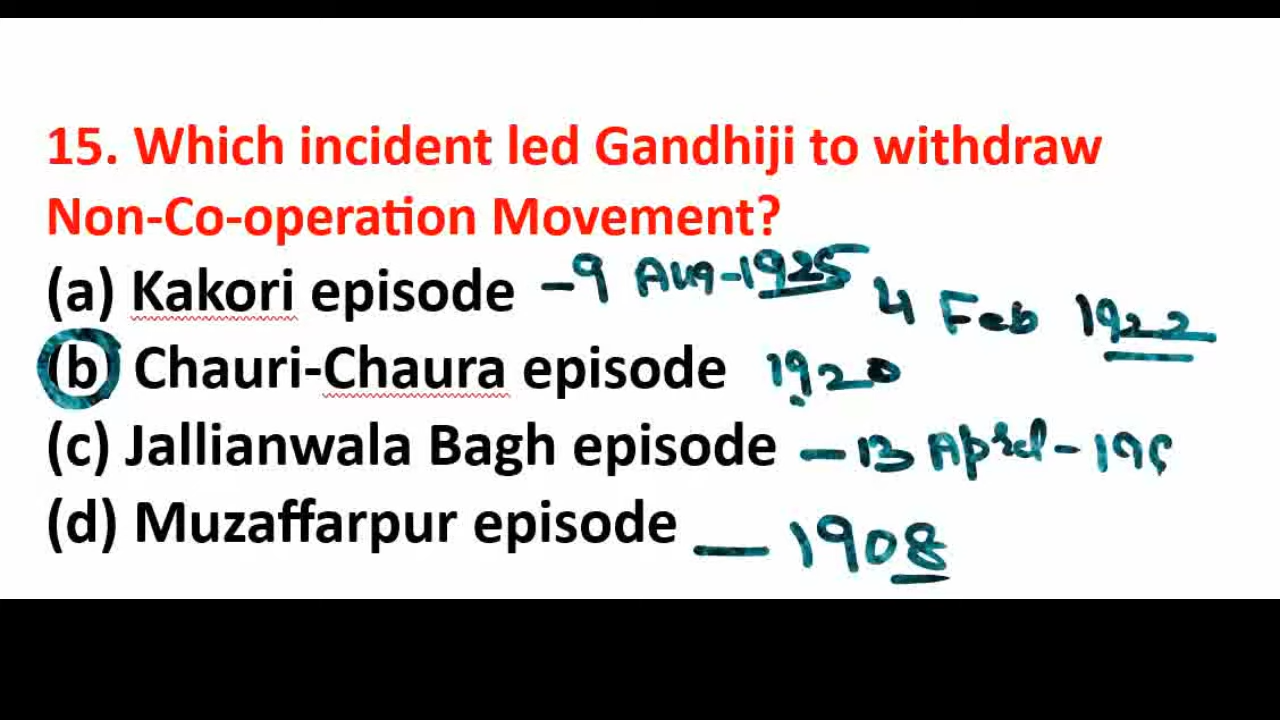 15. Which incident led Gandhiji to withdraw
Non-Co-operation Movement?
(a) Kakori episode - 9 Aug - 1925
4 Feb 1922
(b) Chauri-Chaura episode 1920
(c) Jallianwala Bagh episode - 13 April -
(d) Muzaffarpur episode - 1908